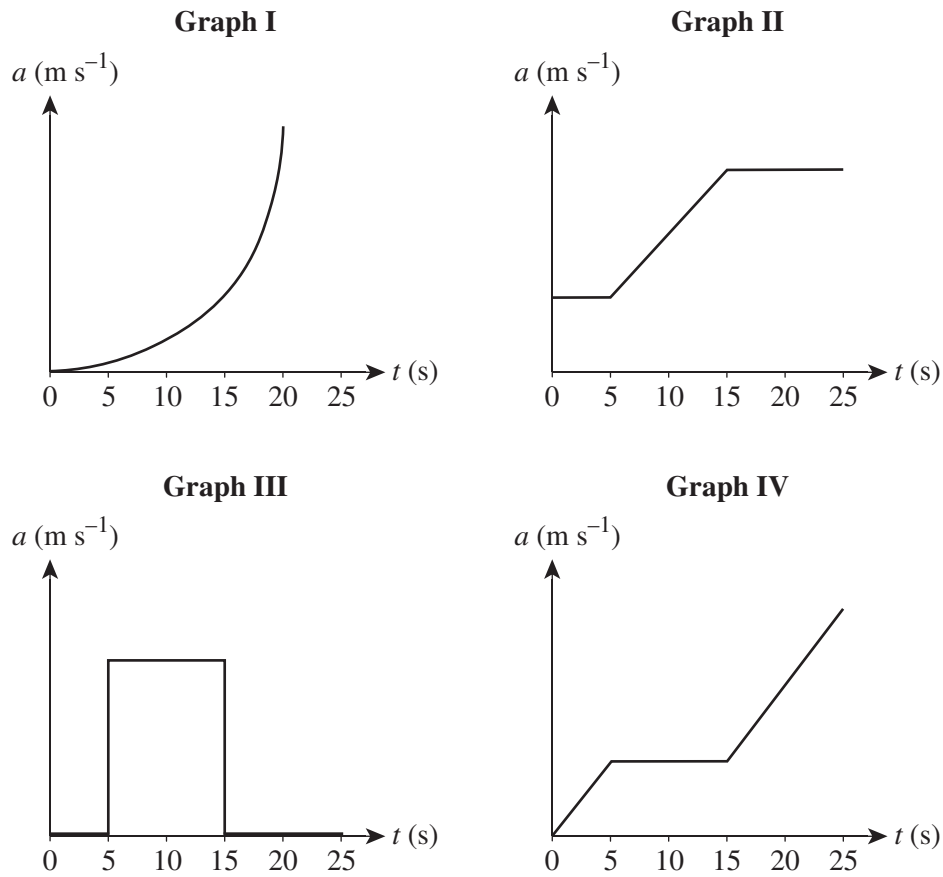 Graph I
a (m s⁻¹)
t (s)
0 5 10 15 20 25
Graph II
a (m s⁻¹)
t (s)
0 5 10 15 20 25
Graph III
a (m s⁻¹)
t (s)
0 5 10 15 20 25
Graph IV
a (m s⁻¹)
t (s)
0 5 10 15 20 25